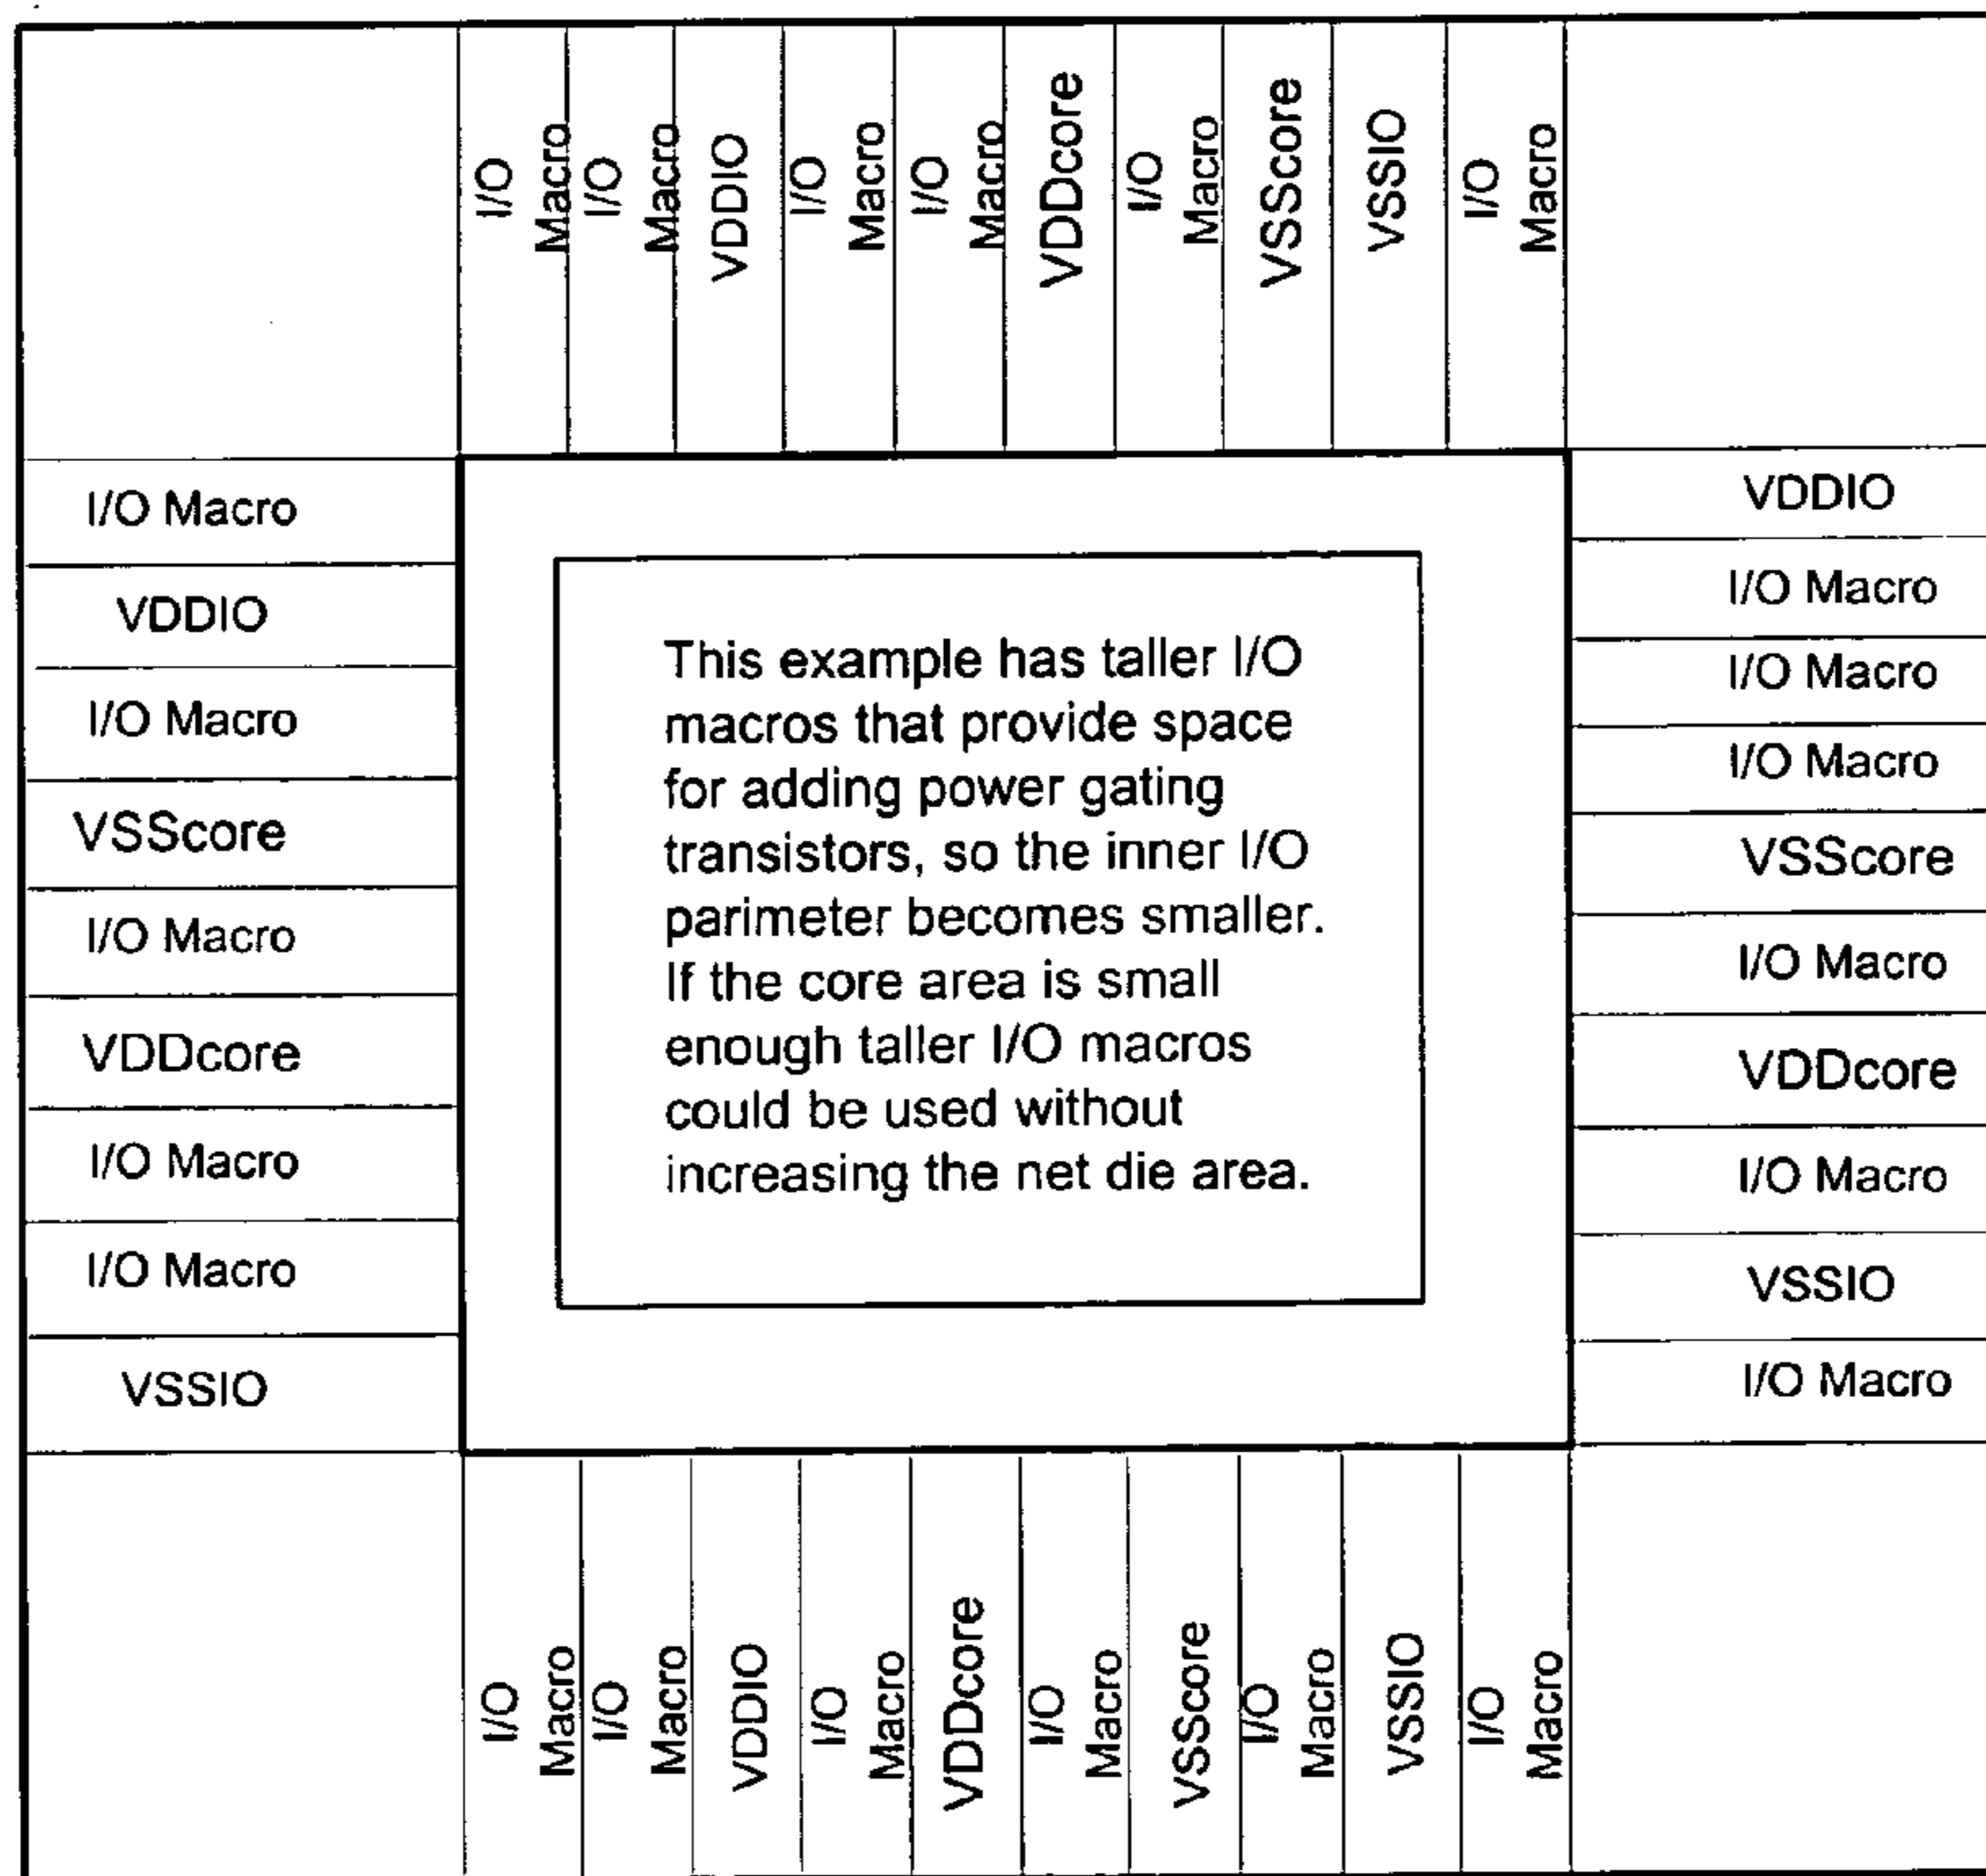 I/O
Macro
I/O
Macro
VDDIO
I/O
Macro
I/O
Macro
VDDcore
I/O
Macro
VSScore
VSSIO
I/O
Macro
I/O Macro
VDDIO
I/O Macro
VSScore
I/O Macro
VDDcore
I/O Macro
I/O Macro
VSSIO
This example has taller I/O
macros that provide space
for adding power gating
transistors, so the inner I/O
parimeter becomes smaller.
If the core area is small
enough taller I/O macros
could be used without
increasing the net die area.
VDDIO
I/O Macro
I/O Macro
I/O Macro
VSScore
I/O Macro
VDDcore
I/O Macro
VSSIO
I/O Macro
I/O
Macro
I/O
Macro
VDDIO
I/O
Macro
VDDcore
I/O
Macro
VSScore
I/O
Macro
VSSIO
I/O
Macro